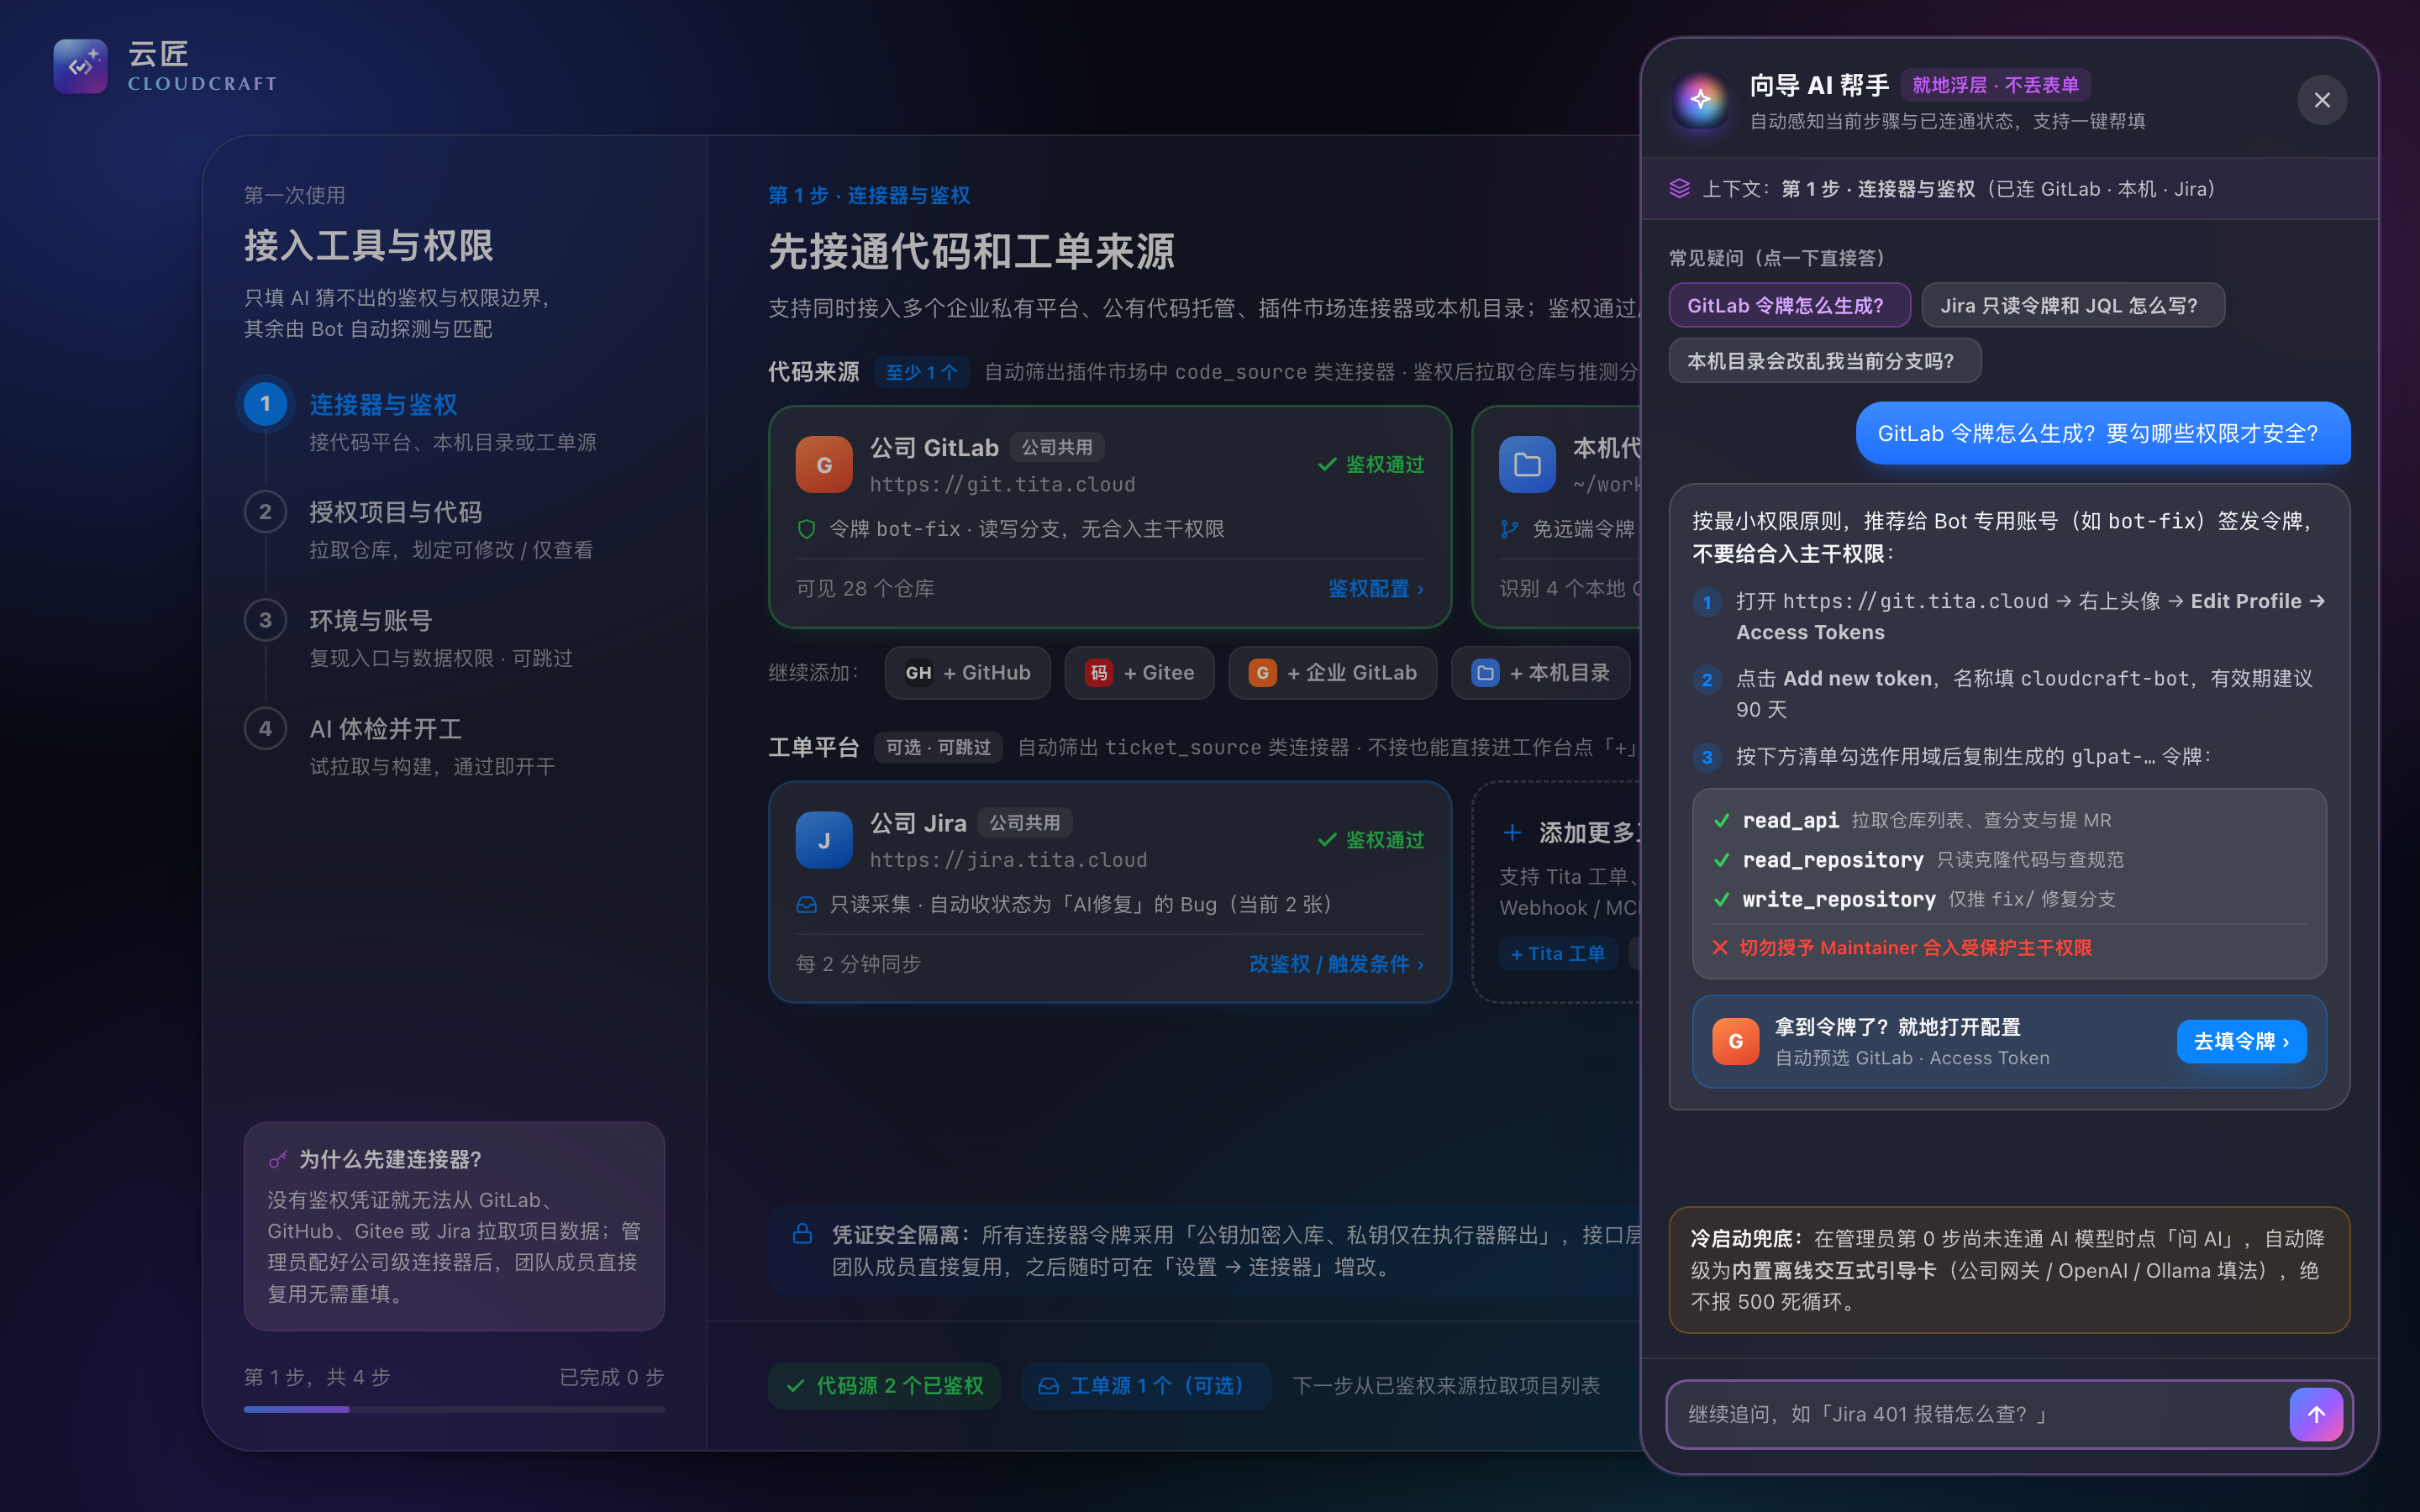 云匠
CLOUDCRAFT
第一次使用
接入工具与权限
只填 AI 猜不出的鉴权与权限边界，
其余由 Bot 自动探测与匹配
1 连接器与鉴权
接代码平台、本机目录或工单源
2 授权项目与代码
拉取仓库，划定可修改 / 仅查看
3 环境与账号
复现入口与数据权限 · 可跳过
4 AI 体检并开工
试拉取与构建，通过即开干
为什么先建连接器？
没有鉴权凭证就无法从 GitLab、
GitHub、Gitee 或 Jira 拉取项目数据；管
理员配好公司级连接器后，团队成员直接
复用无需重填。
第 1 步，共 4 步
已完成 0 步
第 1 步 · 连接器与鉴权
先接通代码和工单来源
支持同时接入多个企业私有平台、公有代码托管、插件市场连接器或本机目录；鉴权通过
代码来源 至少 1 个 自动筛出插件市场中 code_source 类连接器 · 鉴权后拉取仓库与推测分
G 公司 GitLab 公司共用
https://git.tita.cloud
鉴权通过
令牌 bot-fix · 读写分支，无合入主干权限
可见 28 个仓库
鉴权配置 ›
本机代
~/work
免远端令牌
识别 4 个本地
继续添加：
GH + GitHub
码 + Gitee
G + 企业 GitLab
+ 本机目录
工单平台 可选 · 可跳过 自动筛出 ticket_source 类连接器 · 不接也能直接进工作台点「+」
J 公司 Jira 公司共用
https://jira.tita.cloud
鉴权通过
只读采集 · 自动收状态为「AI修复」的 Bug（当前 2 张）
每 2 分钟同步
改鉴权 / 触发条件 ›
添加更多
支持 Tita 工单、
Webhook / MC
+ Tita 工单
凭证安全隔离：所有连接器令牌采用「公钥加密入库、私钥仅在执行器解出」，接口层
团队成员直接复用，之后随时可在「设置 → 连接器」增改。
代码源 2 个已鉴权
工单源 1 个（可选）
下一步从已鉴权来源拉取项目列表
向导 AI 帮手 就地浮层 · 不丢表单
自动感知当前步骤与已连通状态，支持一键帮填
上下文：第 1 步 · 连接器与鉴权（已连 GitLab · 本机 · Jira）
常见疑问（点一下直接答）
GitLab 令牌怎么生成？
Jira 只读令牌和 JQL 怎么写？
本机目录会改乱我当前分支吗？
GitLab 令牌怎么生成？要勾哪些权限才安全？
按最小权限原则，推荐给 Bot 专用账号（如 bot-fix）签发令牌，
不要给合入主干权限：
1 打开 https://git.tita.cloud → 右上头像 → Edit Profile →
Access Tokens
2 点击 Add new token，名称填 cloudcraft-bot，有效期建议
90 天
3 按下方清单勾选作用域后复制生成的 glpat-… 令牌：
read_api 拉取仓库列表、查分支与提 MR
read_repository 只读克隆代码与查规范
write_repository 仅推 fix/ 修复分支
切勿授予 Maintainer 合入受保护主干权限
G 拿到令牌了？就地打开配置
自动预选 GitLab · Access Token
去填令牌 ›
冷启动兜底：在管理员第 0 步尚未连通 AI 模型时点「问 AI」，自动降
级为内置离线交互式引导卡（公司网关 / OpenAI / Ollama 填法），绝
不报 500 死循环。
继续追问，如「Jira 401 报错怎么查？」